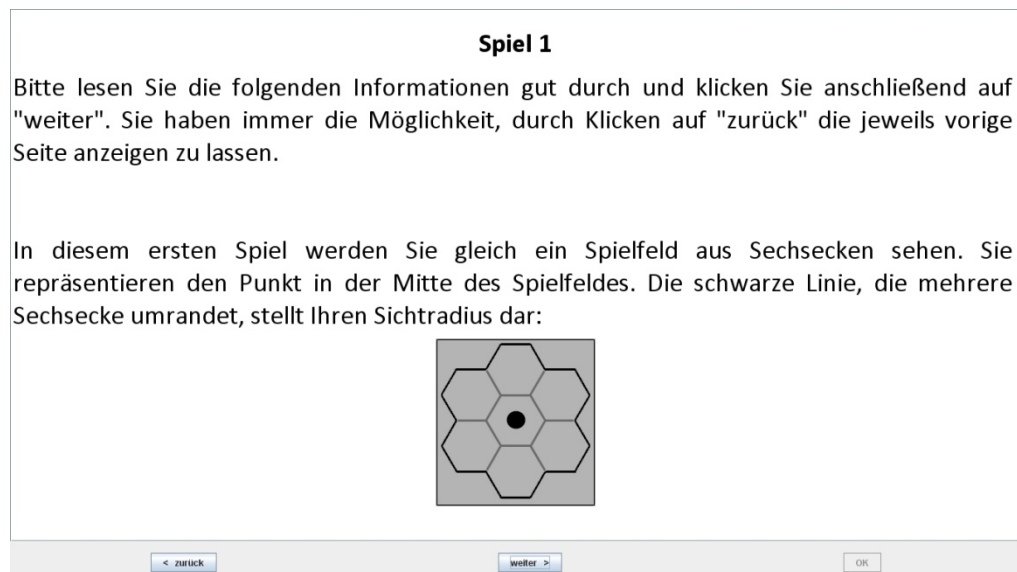 Spiel 1
Bitte lesen Sie die folgenden Informationen gut durch und klicken Sie anschließend auf
"weiter". Sie haben immer die Möglichkeit, durch Klicken auf "zurück" die jeweils vorige
Seite anzeigen zu lassen.
In diesem ersten Spiel werden Sie gleich ein Spielfeld aus Sechsecken sehen. Sie
repräsentieren den Punkt in der Mitte des Spielfeldes. Die schwarze Linie, die mehrere
Sechsecke umrandet, stellt Ihren Sichtradius dar:
< zurück
weiter >
OK